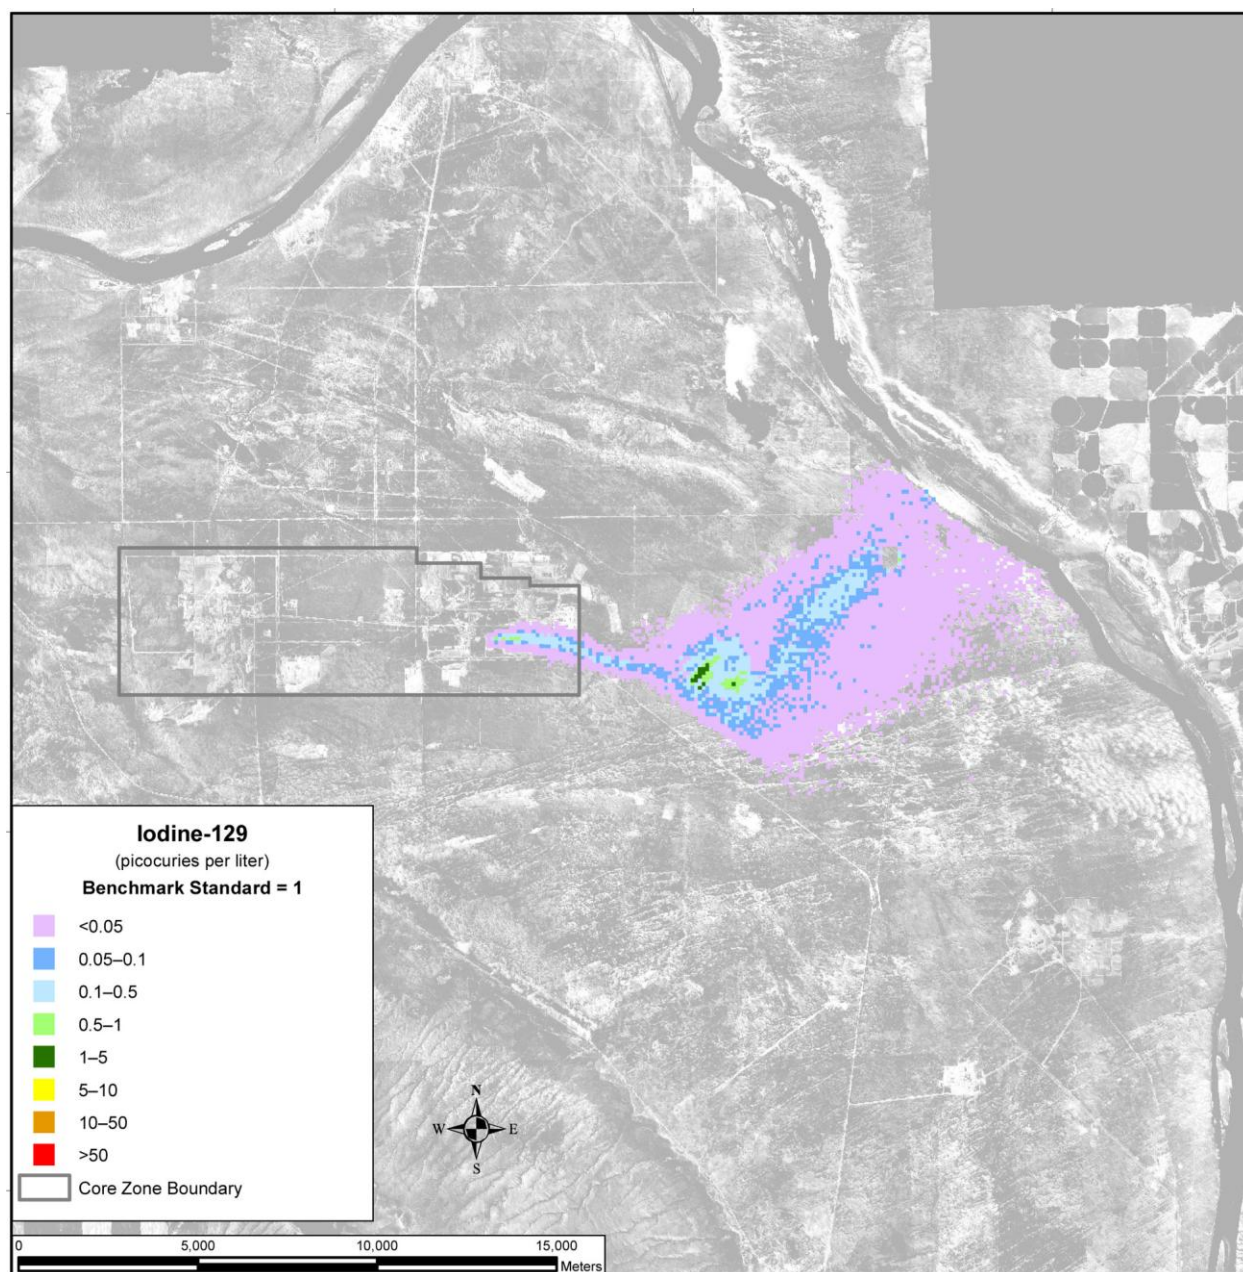 Iodine-129
(picocuries per liter)
Benchmark Standard = 1
<0.05
0.05–0.1
0.1–0.5
0.5–1
1–5
5–10
10–50
>50
Core Zone Boundary
N
W E
S
0 5,000 10,000 15,000
Meters